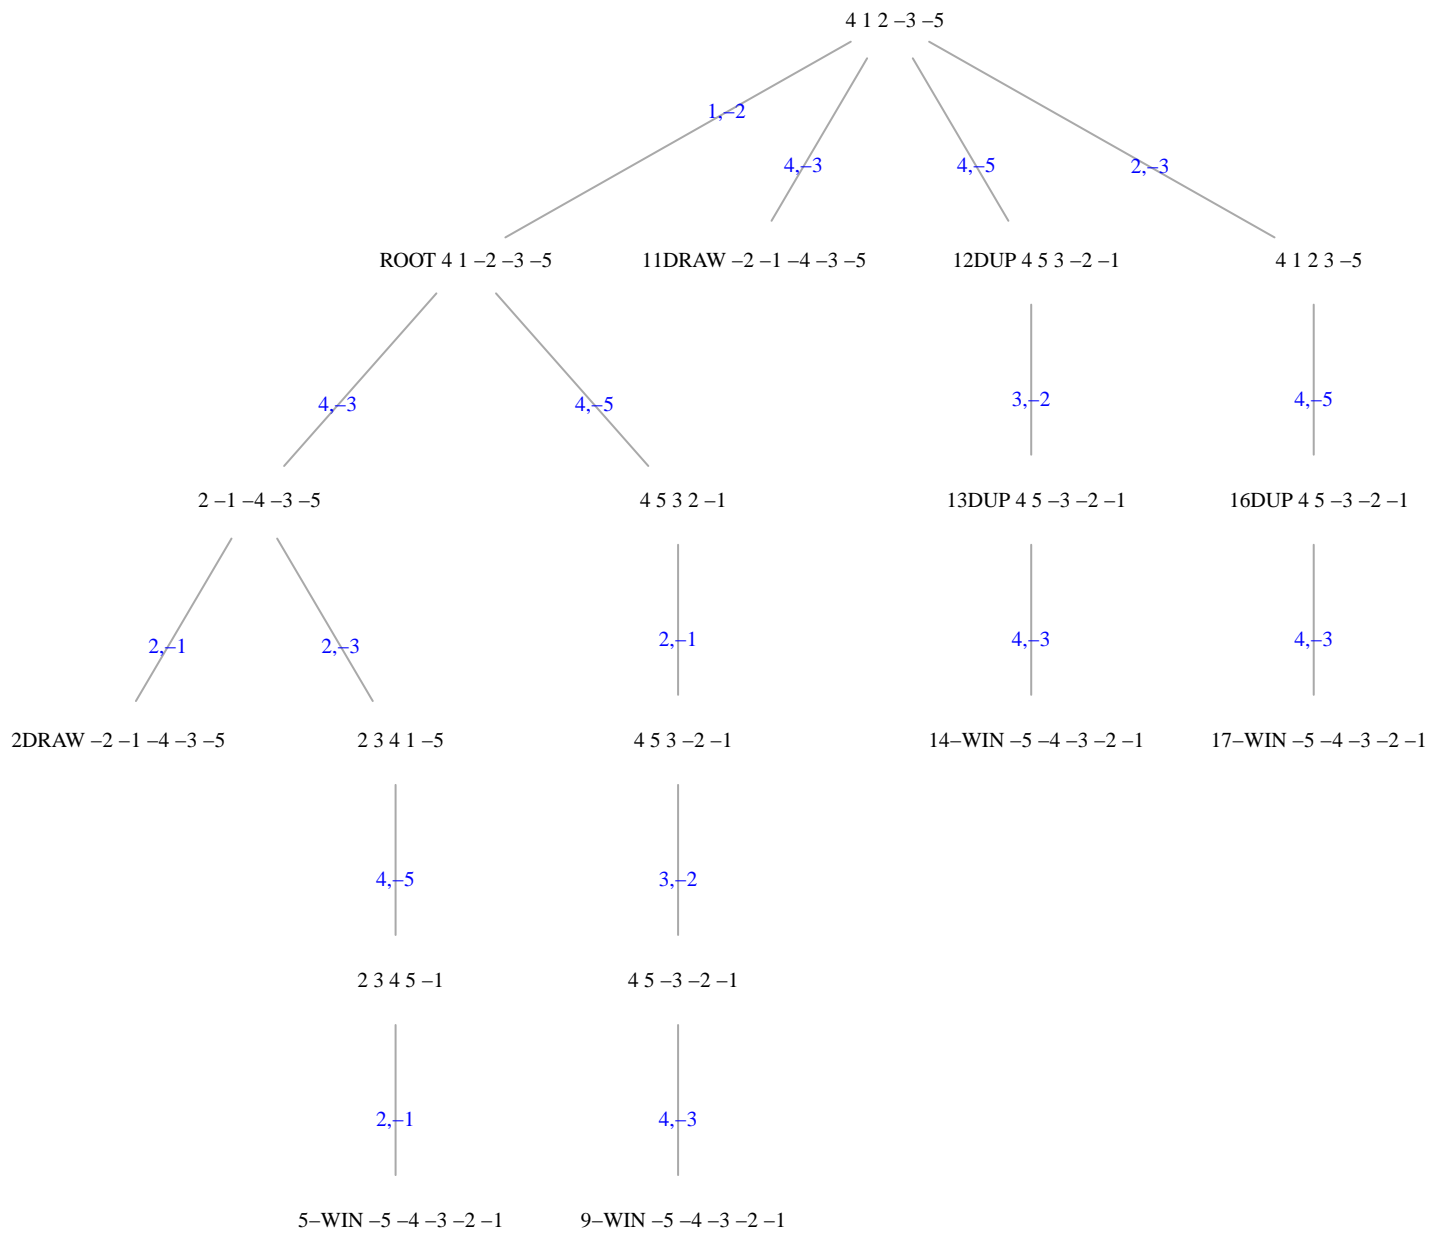 4 1 2 –3 –5
1,–2
4,–3
4,–5
2,–3
ROOT 4 1 –2 –3 –5
11DRAW –2 –1 –4 –3 –5
12DUP 4 5 3 –2 –1
4 1 2 3 –5
4,–3
4,–5
3,–2
4,–5
2 –1 –4 –3 –5
4 5 3 2 –1
13DUP 4 5 –3 –2 –1
16DUP 4 5 –3 –2 –1
2,–1
2,–3
2,–1
4,–3
4,–3
2DRAW –2 –1 –4 –3 –5
2 3 4 1 –5
4 5 3 –2 –1
14–WIN –5 –4 –3 –2 –1
17–WIN –5 –4 –3 –2 –1
4,–5
3,–2
2 3 4 5 –1
4 5 –3 –2 –1
2,–1
4,–3
5–WIN –5 –4 –3 –2 –1
9–WIN –5 –4 –3 –2 –1